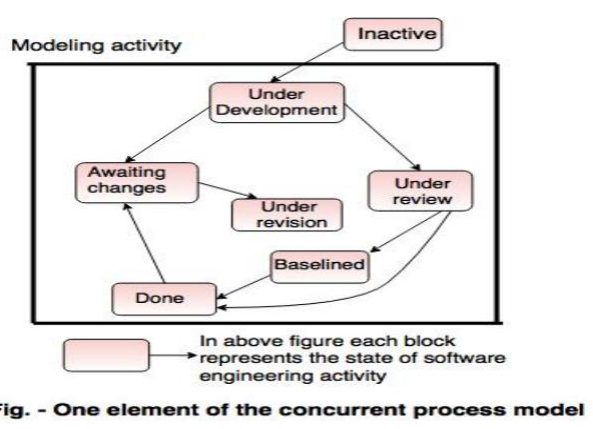 Inactive
Modeling activity
Under
Development
Awaiting
changes
Under
review
Under
revision
Baselined
Done
In above figure each block
represents the state of software
engineering activity
ig. - One element of the concurrent process model